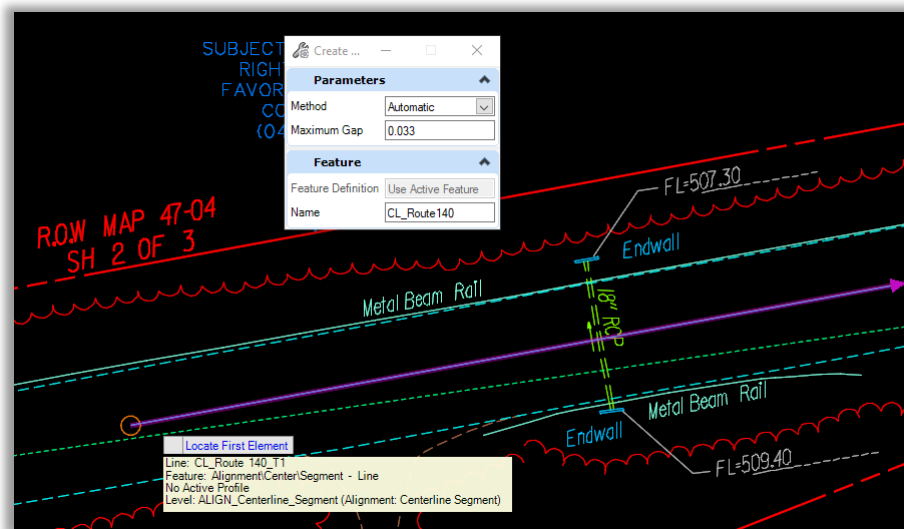 SUBJECT
RIGH
FAVOR
CO
(04
Create ...
Parameters
Method Automatic
Maximum Gap 0.033
Feature
Feature Definition Use Active Feature
Name CL_Route140
FL=507.30
R.O.W MAP 47-04
SH 2 OF 3
Endwall
Metal Beam Rail
18" RCP
Metal Beam Rail
Endwall
FL=509.40
Locate First Element
Line: CL_Route 140_T1
Feature: Alignment\Center\Segment - Line
No Active Profile
Level: ALIGN_Centerline_Segment (Alignment: Centerline Segment)